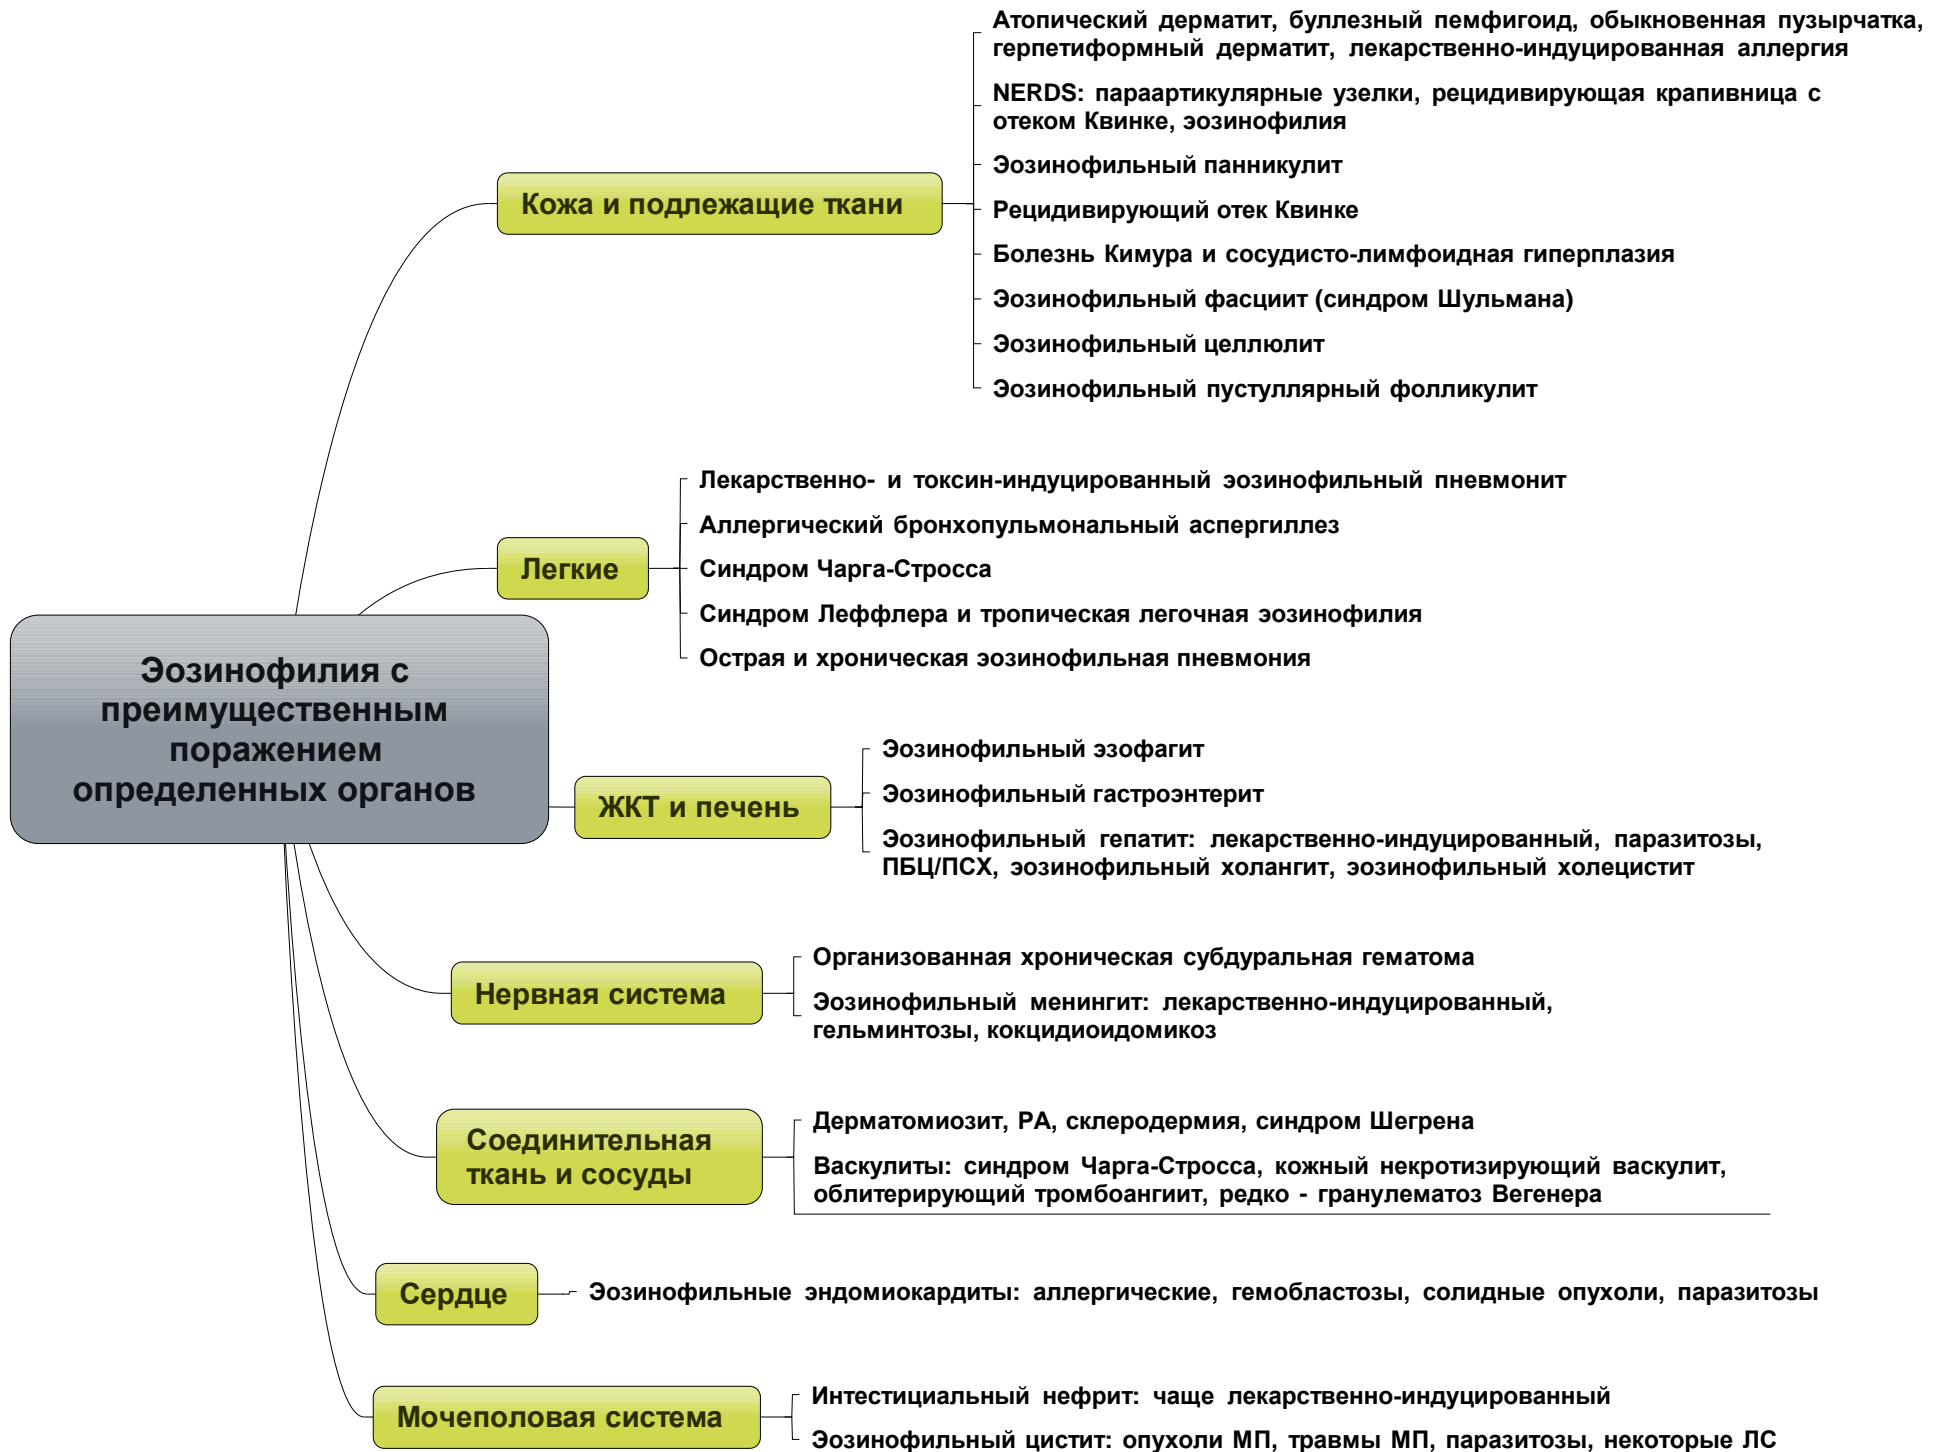 Эозинофилия с
преимущественным
поражением
определенных органов
Кожа и подлежащие ткани
Атопический дерматит, буллезный пемфигоид, обыкновенная пузырчатка,
герпетиформный дерматит, лекарственно-индуцированная аллергия
NERDS: параартикулярные узелки, рецидивирующая крапивница с
отеком Квинке, эозинофилия
Эозинофильный панникулит
Рецидивирующий отек Квинке
Болезнь Кимура и сосудисто-лимфоидная гиперплазия
Эозинофильный фасциит (синдром Шульмана)
Эозинофильный целлюлит
Эозинофильный пустуллярный фолликулит
Легкие
Лекарственно- и токсин-индуцированный эозинофильный пневмонит
Аллергический бронхопульмональный аспергиллез
Синдром Чарга-Стросса
Синдром Леффлера и тропическая легочная эозинофилия
Острая и хроническая эозинофильная пневмония
ЖКТ и печень
Эозинофильный эзофагит
Эозинофильный гастроэнтерит
Эозинофильный гепатит: лекарственно-индуцированный, паразитозы,
ПБЦ/ПСХ, эозинофильный холангит, эозинофильный холецистит
Нервная система
Организованная хроническая субдуральная гематома
Эозинофильный менингит: лекарственно-индуцированный,
гельминтозы, кокцидиоидомикоз
Соединительная
ткань и сосуды
Дерматомиозит, РА, склеродермия, синдром Шегрена
Васкулиты: синдром Чарга-Стросса, кожный некротизирующий васкулит,
облитерирующий тромбоангиит, редко - гранулематоз Вегенера
Сердце
Эозинофильные эндомиокардиты: аллергические, гемобластозы, солидные опухоли, паразитозы
Мочеполовая система
Интестициальный нефрит: чаще лекарственно-индуцированный
Эозинофильный цистит: опухоли МП, травмы МП, паразитозы, некоторые ЛС